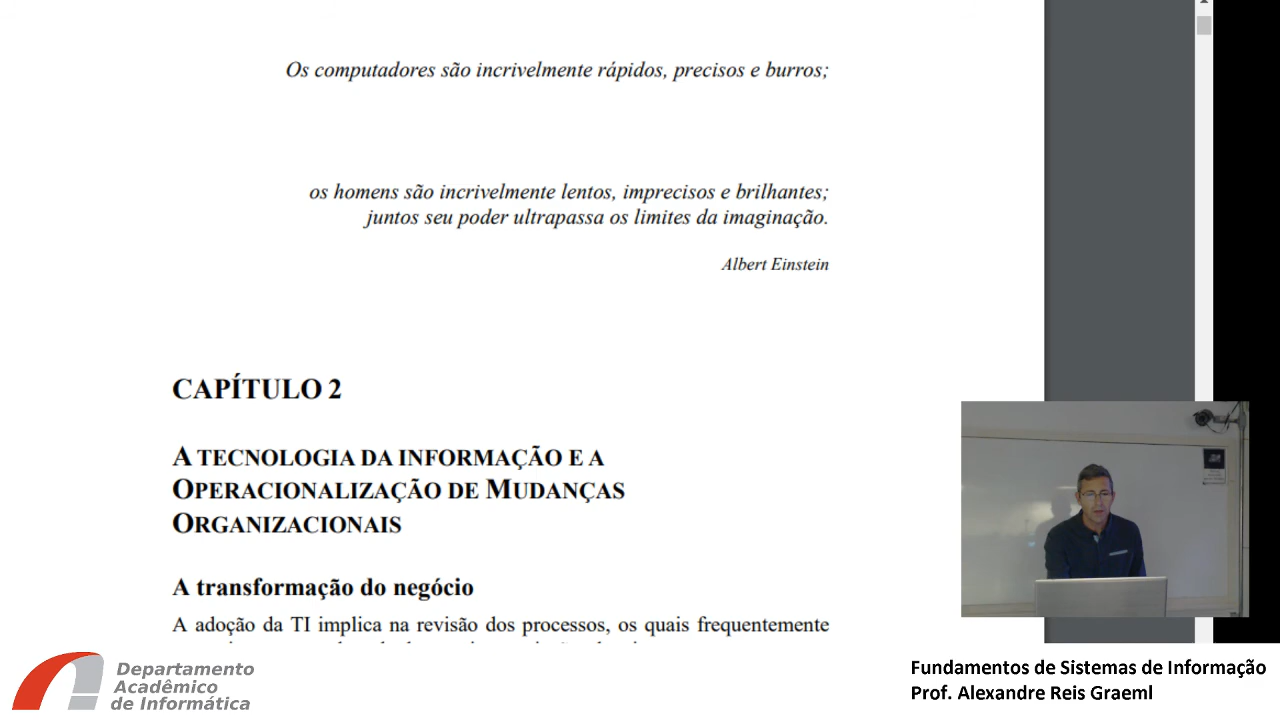 Os computadores são incrivelmente rápidos, precisos e burros;
os homens são incrivelmente lentos, imprecisos e brilhantes;
juntos seu poder ultrapassa os limites da imaginação.
Albert Einstein
CAPÍTULO 2
A TECNOLOGIA DA INFORMAÇÃO E A
OPERACIONALIZAÇÃO DE MUDANÇAS
ORGANIZACIONAIS
A transformação do negócio
A adoção da TI implica na revisão dos processos, os quais frequentemente
Departamento
Acadêmico
de Informática
Fundamentos de Sistemas de Informação
Prof. Alexandre Reis Graeml